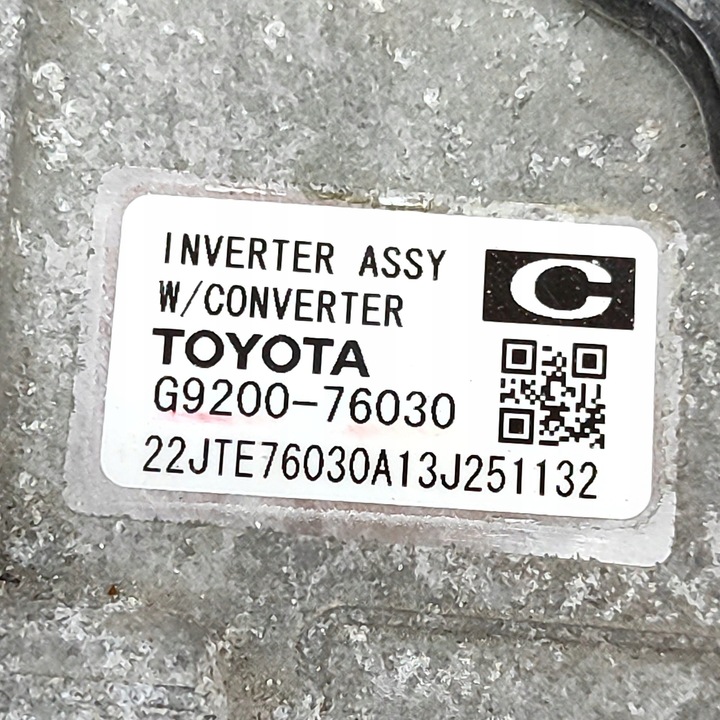 INVERTER ASSY
W/CONVERTER
C
TOYOTA
G9200-76030
22JTE76030A13J251132